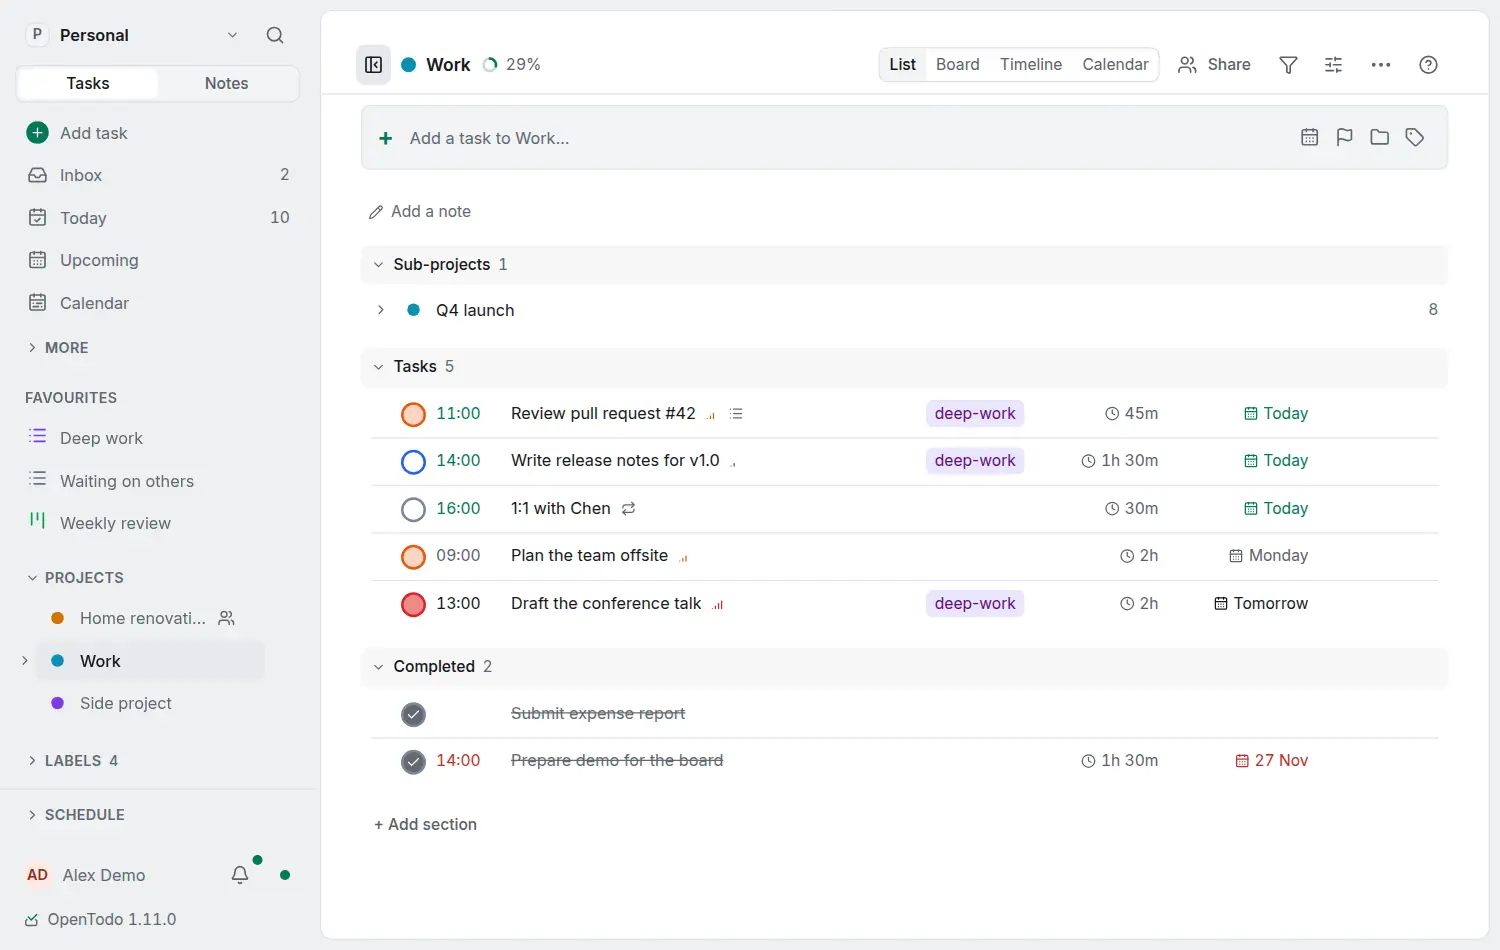 P Personal
Tasks Notes
Add task
Inbox 2
Today 10
Upcoming
Calendar
MORE
FAVOURITES
Deep work
Waiting on others
Weekly review
PROJECTS
Home renovati...
Work
Side project
LABELS 4
SCHEDULE
AD Alex Demo
OpenTodo 1.11.0
Work 29% List Board Timeline Calendar Share
+ Add a task to Work...
Add a note
Sub-projects 1
Q4 launch 8
Tasks 5
11:00 Review pull request #42 deep-work 45m Today
14:00 Write release notes for v1.0 deep-work 1h 30m Today
16:00 1:1 with Chen 30m Today
09:00 Plan the team offsite 2h Monday
13:00 Draft the conference talk deep-work 2h Tomorrow
Completed 2
Submit expense report
14:00 Prepare demo for the board 1h 30m 27 Nov
+ Add section